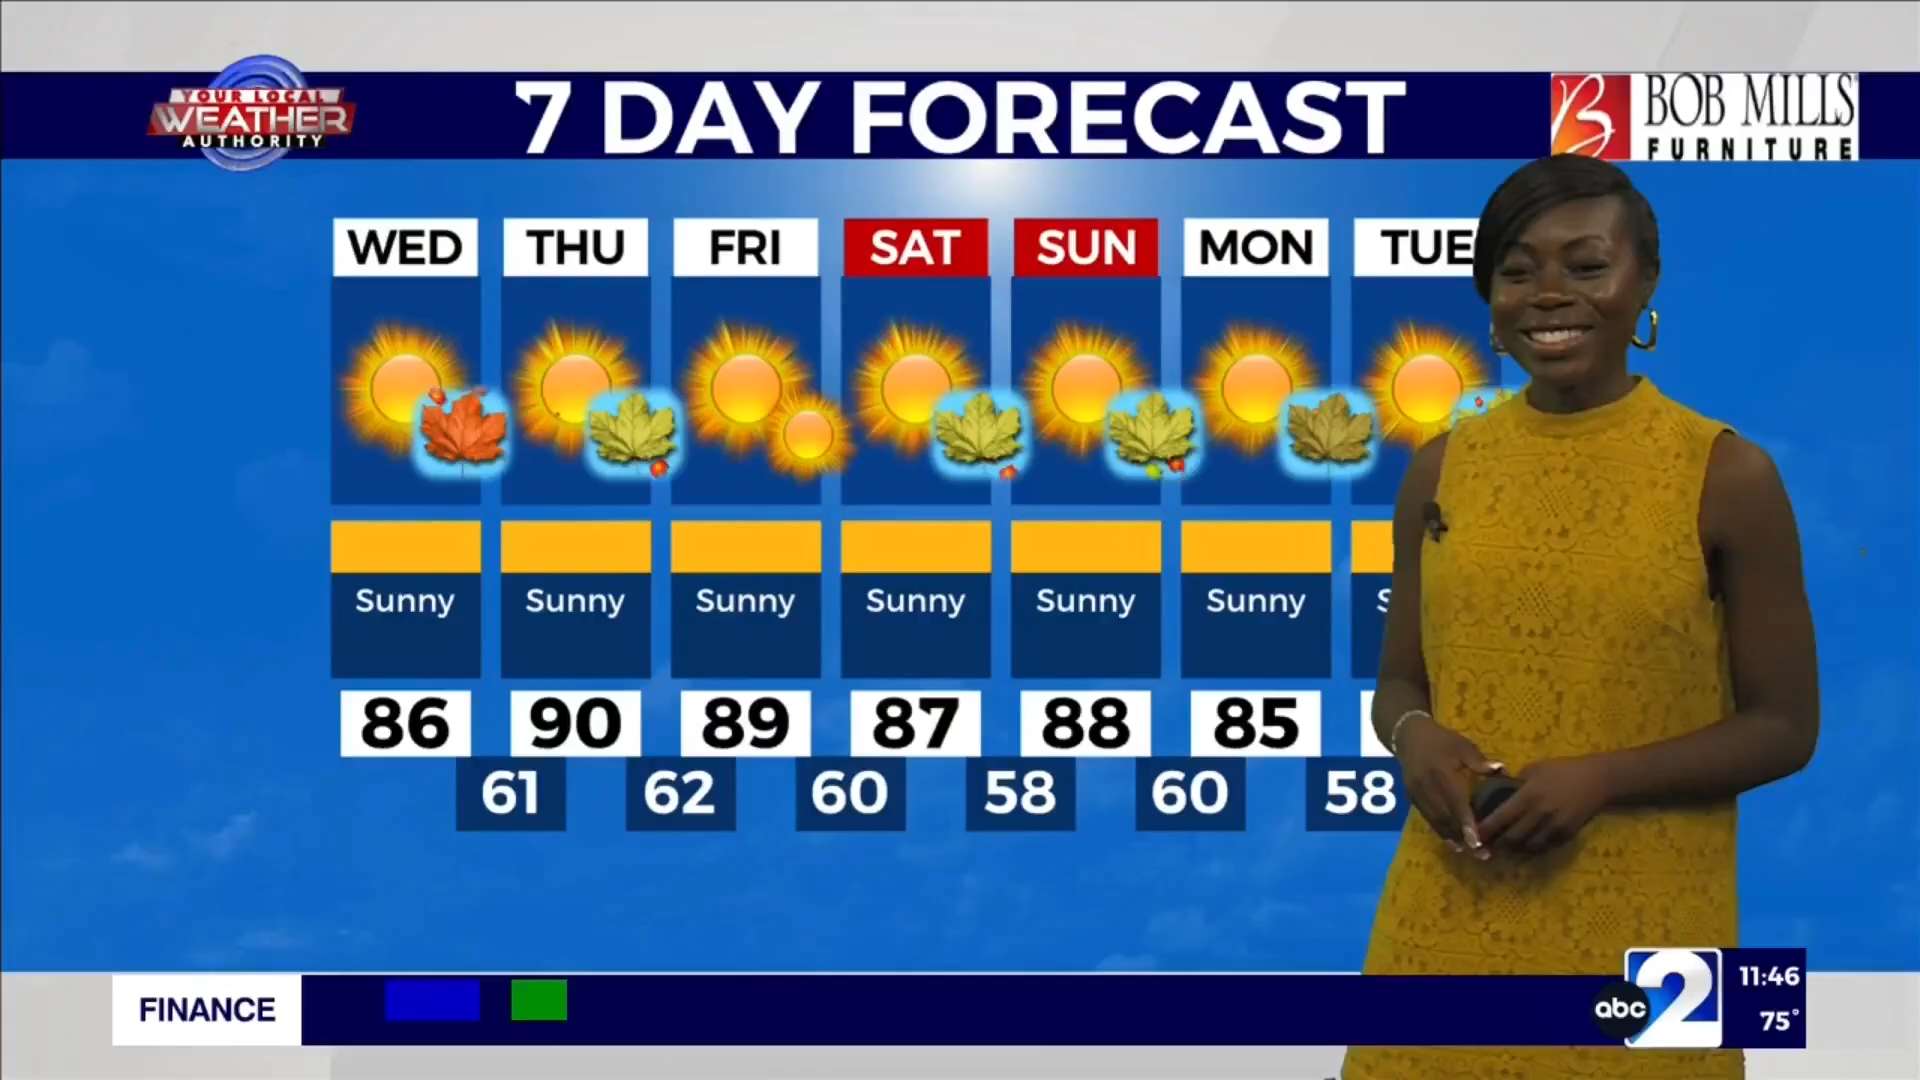 YOUR LOCAL
WEATHER
AUTHORITY
7 DAY FORECAST
B
BOB MILLS
FURNITURE
WED THU FRI SAT SUN MON TUE
Sunny Sunny Sunny Sunny Sunny Sunny S
86 90 89 87 88 85
61 62 60 58 60 58
FINANCE
abc 2
11:46
75°